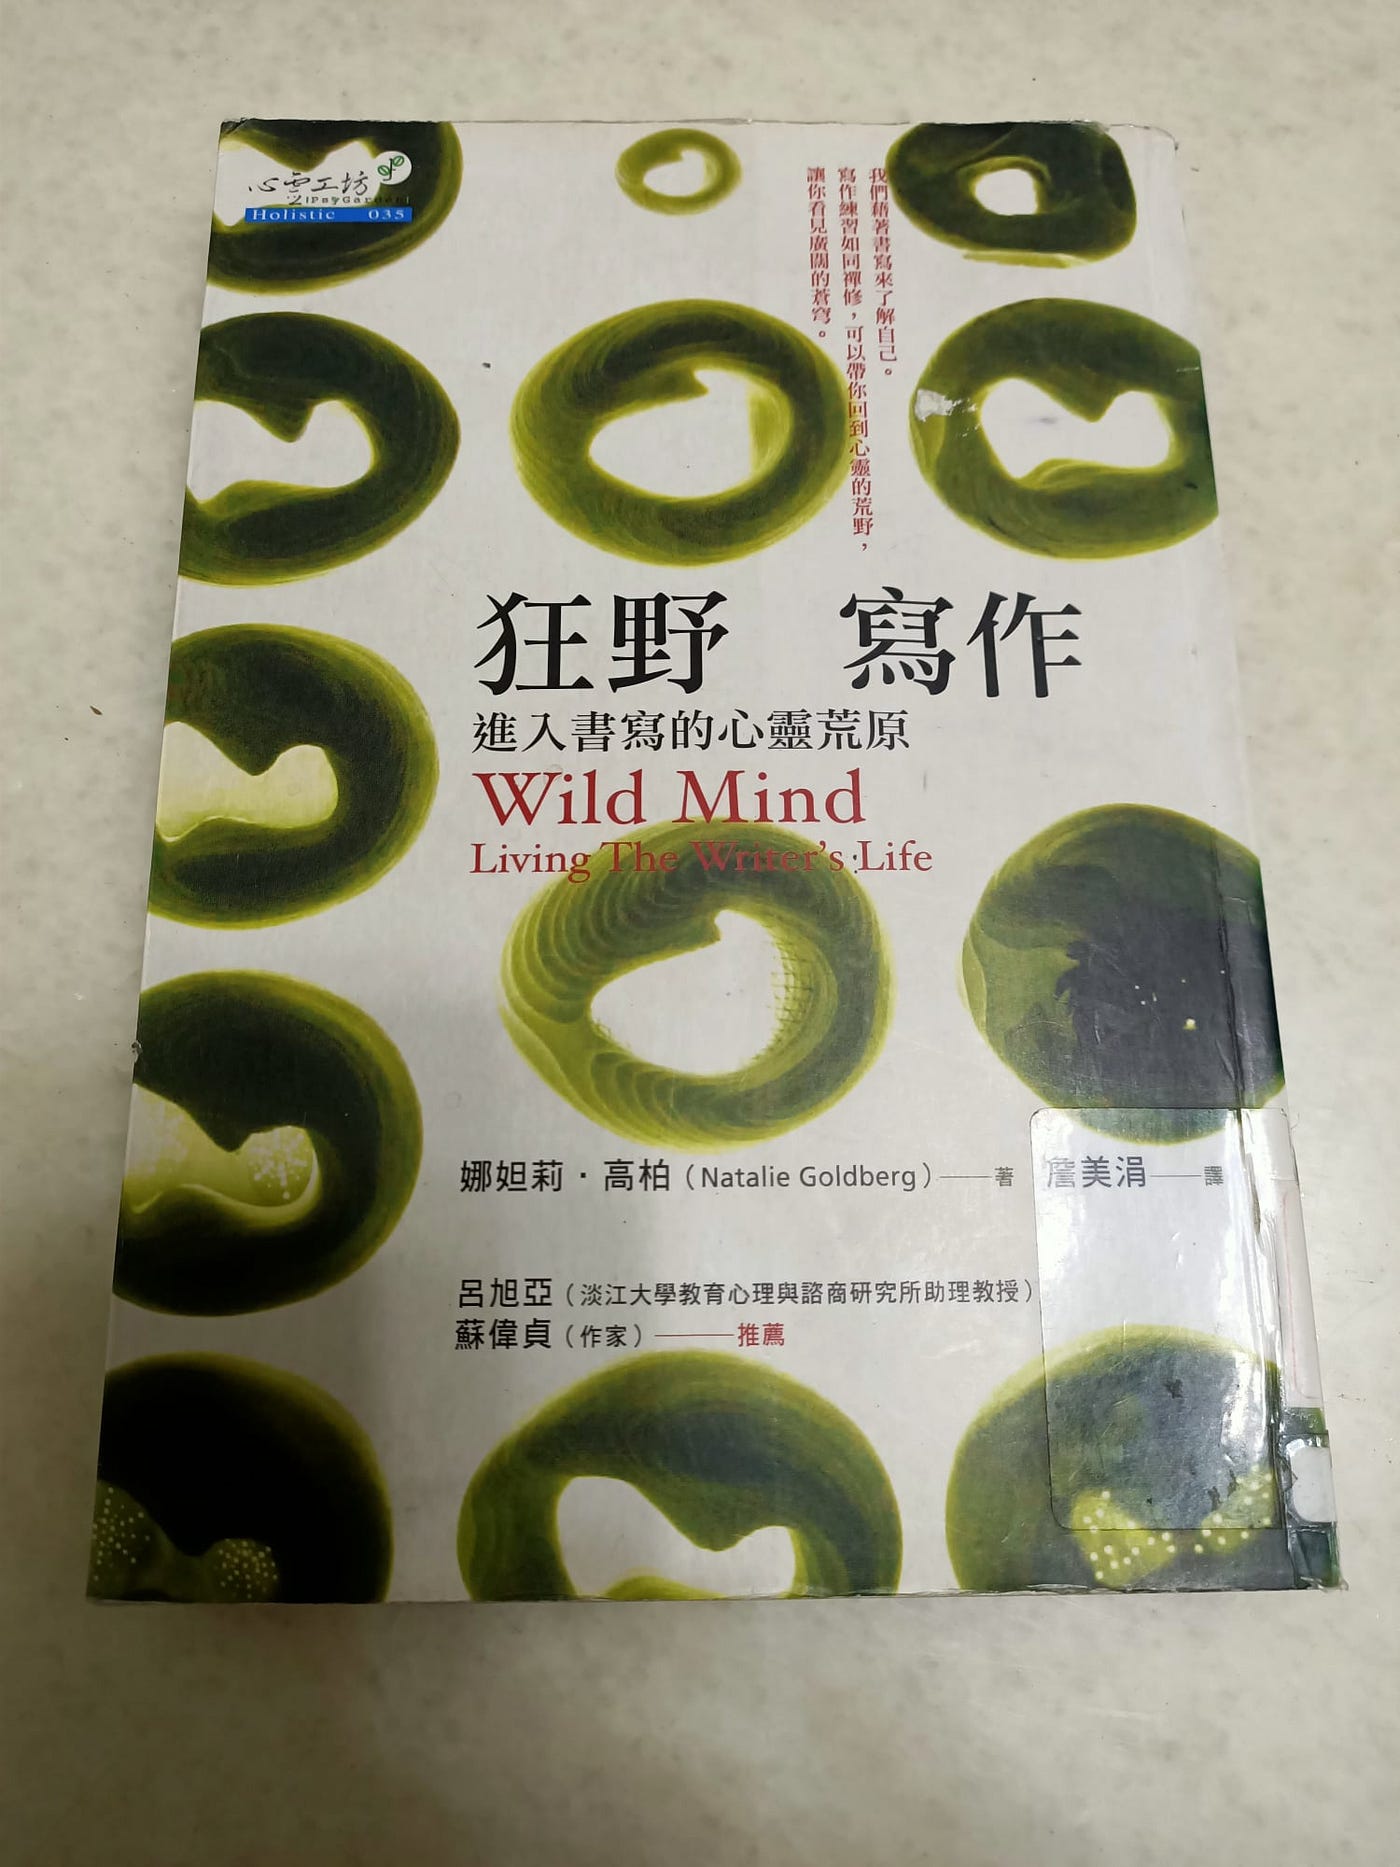 心靈工坊
|PsyGarden|
Holistic 035
我們藉著書寫來了解自己。
寫作練習如同禪修，可以帶你回到心靈的荒野，
讓你看見廣闊的蒼穹。
狂野 寫作
進入書寫的心靈荒原
Wild Mind
Living The Writer's Life
娜妲莉・高柏（Natalie Goldberg）——著 詹美涓——譯
呂旭亞（淡江大學教育心理與諮商研究所助理教授）
蘇偉貞（作家）——推薦